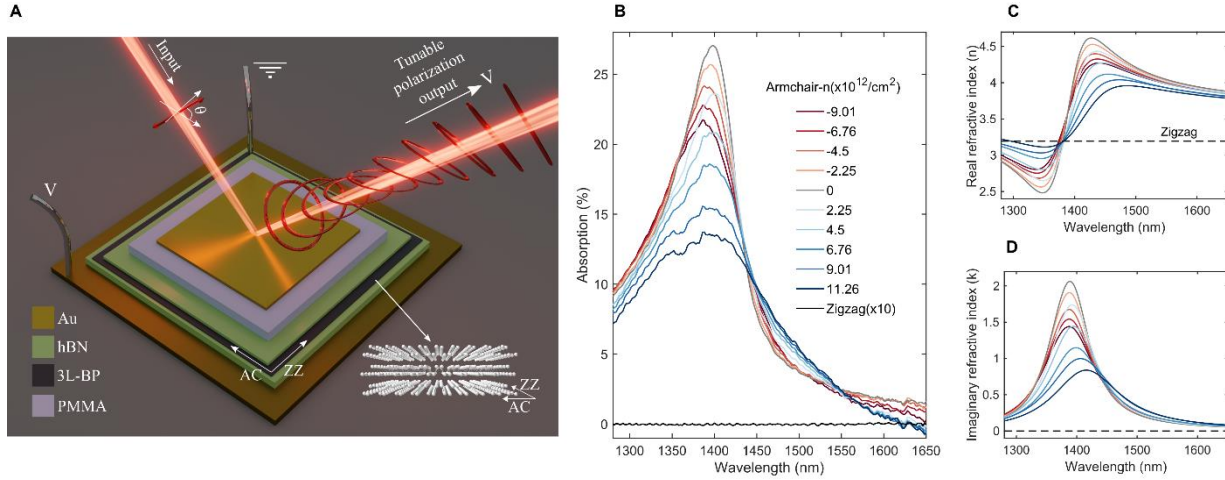 A
Input
θ
Tunable
polarization
output
V
V
Au
hBN
3L-BP
PMMA
AC
ZZ
ZZ
AC
B
Absorption (%)
25
20
15
10
5
0
1300
1350
1400
1450
1500
1550
1600
1650
Wavelength (nm)
Armchair-n(x10^12/cm^2)
-9.01
-6.76
-4.5
-2.25
0
2.25
4.5
6.76
9.01
11.26
Zigzag(x10)
C
Real refractive index (n)
4.5
4
3.5
3
2.5
Zigzag
1300
1400
1500
1600
Wavelength (nm)
D
Imaginary refractive index (k)
2
1.5
1
0.5
0
1300
1400
1500
1600
Wavelength (nm)